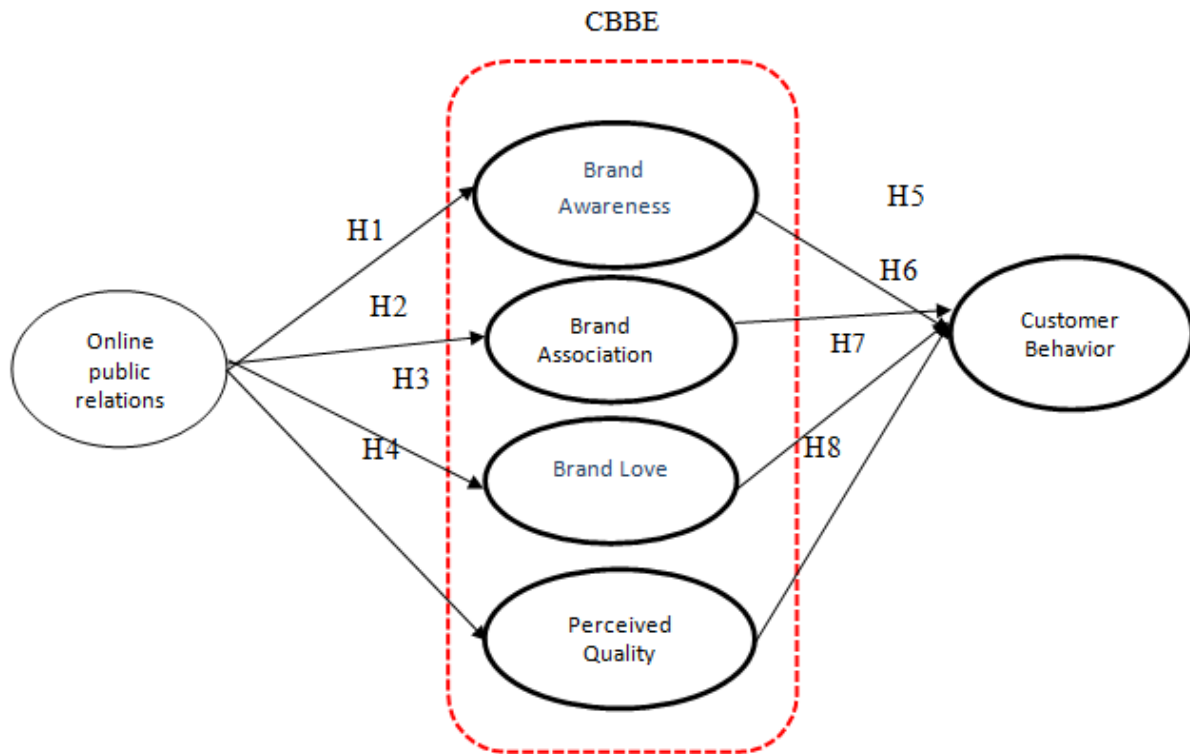 CBBE
Brand
Awareness
H5
H1
H6
H2
Brand
Association
Customer
Behavior
Online
public
relations
H7
H3
H4
Brand Love
H8
Perceived
Quality